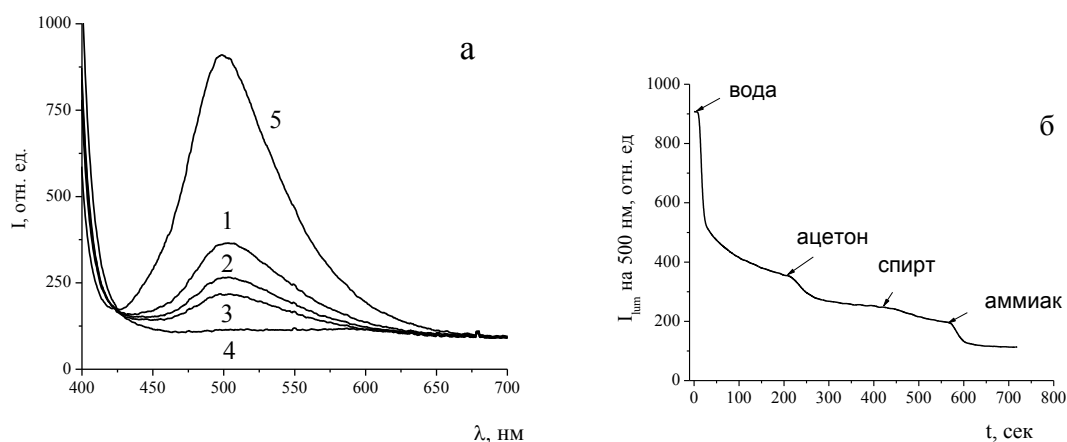 а
1000
750
500
250
0
I, отн. ед.
5
1
2
3
4
400 450 500 550 600 650 700
λ, нм
б
1000
900
800
600
400
200
0
I lum на 500 нм, отн. ед
вода
ацетон
спирт
аммиак
0 100 200 300 400 500 600 700 800
t, сек